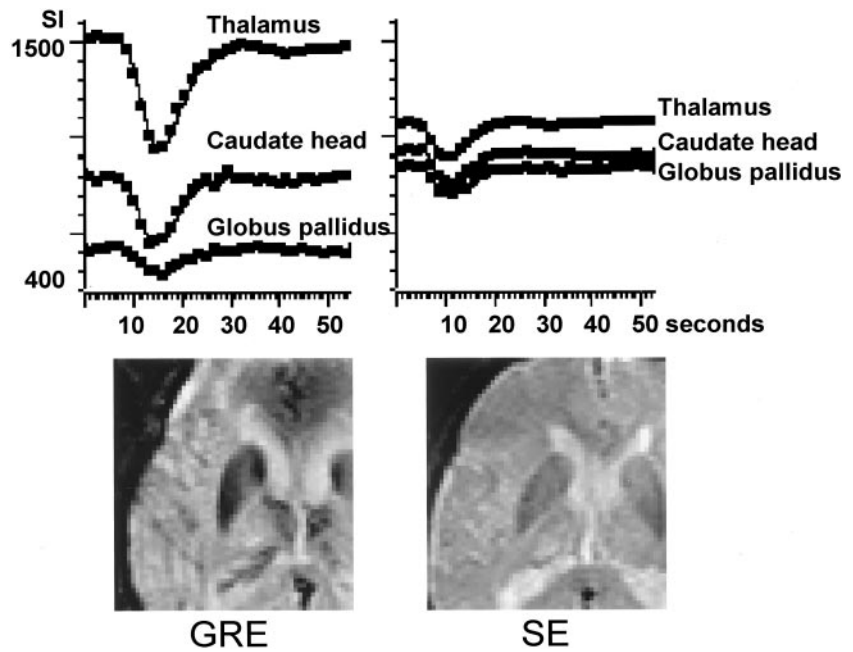 SI
1500
400
Thalamus
Caudate head
Globus pallidus
10 20 30 40 50
Thalamus
Caudate head
Globus pallidus
10 20 30 40 50 seconds
GRE
SE